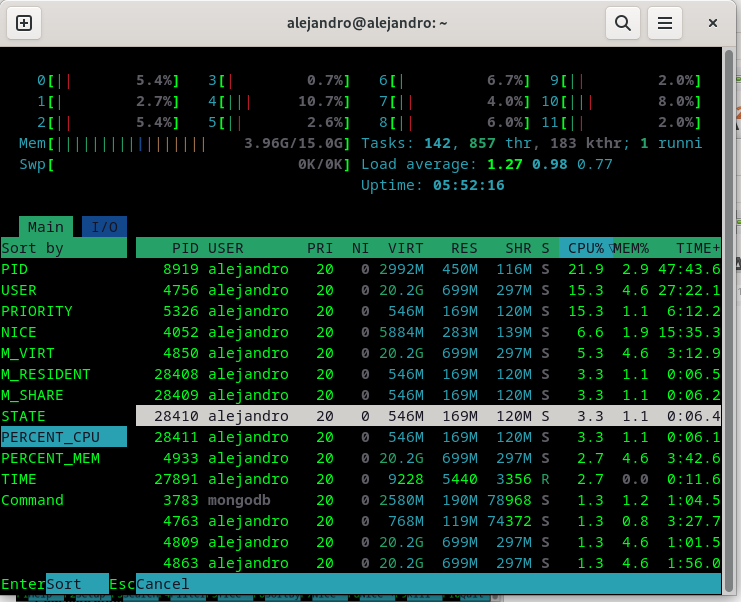 alejandro@alejandro: ~
0[|| 5.4%] 3[| 0.7%] 6[| 6.7%] 9[|| 2.0%]
1[| 2.7%] 4[||| 10.7%] 7[|| 4.0%] 10[||| 8.0%]
2[|| 5.4%] 5[|| 2.6%] 8[|| 6.0%] 11[|| 2.0%]
Mem[|||||||||||||||||| 3.96G/15.0G] Tasks: 142, 857 thr, 183 kthr; 1 runni
Swp[ 0K/0K] Load average: 1.27 0.98 0.77
Uptime: 05:52:16
Main I/O
Sort by PID USER PRI NI VIRT RES SHR S CPU%▽MEM% TIME+
PID 8919 alejandro 20 0 2992M 450M 116M S 21.9 2.9 47:43.6
USER 4756 alejandro 20 0 20.2G 699M 297M S 15.3 4.6 27:22.1
PRIORITY 5326 alejandro 20 0 546M 169M 120M S 15.3 1.1 6:12.2
NICE 4052 alejandro 20 0 5884M 283M 139M S 6.6 1.9 15:35.3
M_VIRT 4850 alejandro 20 0 20.2G 699M 297M S 5.3 4.6 3:12.9
M_RESIDENT 28408 alejandro 20 0 546M 169M 120M S 3.3 1.1 0:06.5
M_SHARE 28409 alejandro 20 0 546M 169M 120M S 3.3 1.1 0:06.2
STATE 28410 alejandro 20 0 546M 169M 120M S 3.3 1.1 0:06.4
PERCENT_CPU 28411 alejandro 20 0 546M 169M 120M S 3.3 1.1 0:06.1
PERCENT_MEM 4933 alejandro 20 0 20.2G 699M 297M S 2.7 4.6 3:42.6
TIME 27891 alejandro 20 0 9228 5440 3356 R 2.7 0.0 0:11.6
Command 3783 mongodb 20 0 2580M 190M 78968 S 1.3 1.2 1:04.5
4763 alejandro 20 0 768M 119M 74372 S 1.3 0.8 3:27.7
4809 alejandro 20 0 20.2G 699M 297M S 1.3 4.6 1:01.5
4863 alejandro 20 0 20.2G 699M 297M S 1.3 4.6 1:56.0
EnterSort EscCancel